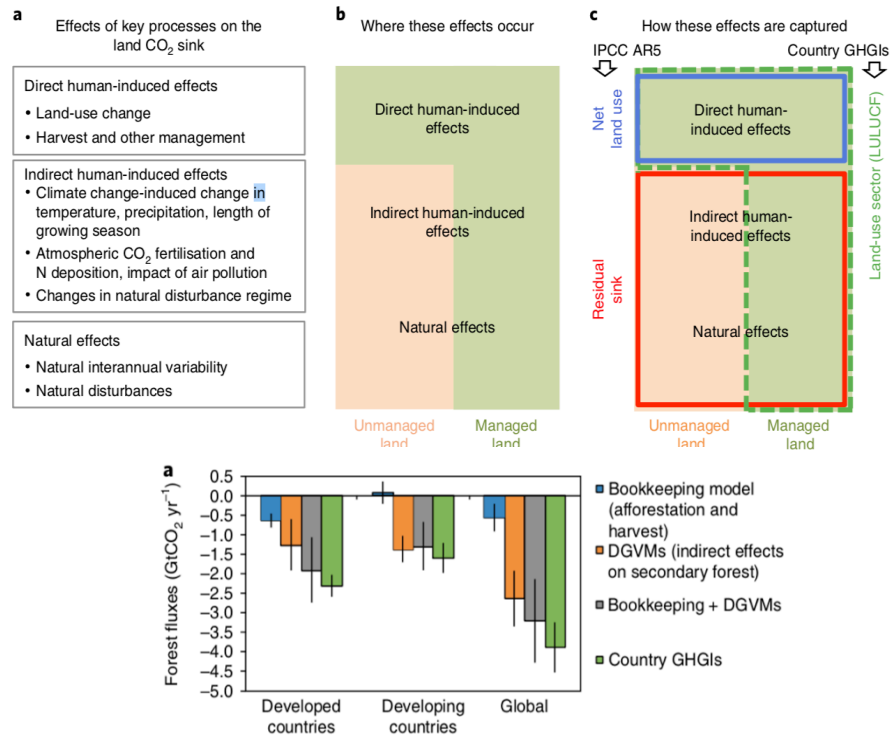 a
Effects of key processes on the
land CO₂ sink
Direct human-induced effects
• Land-use change
• Harvest and other management
Indirect human-induced effects
• Climate change-induced change in
temperature, precipitation, length of
growing season
• Atmospheric CO₂ fertilisation and
N deposition, impact of air pollution
• Changes in natural disturbance regime
Natural effects
• Natural interannual variability
• Natural disturbances
b
Where these effects occur
Direct human-induced
effects
Indirect human-induced
effects
Natural effects
Unmanaged
land
Managed
land
c
How these effects are captured
IPCC AR5
Country GHGIs
Net
land use
Residual
sink
Direct human-
induced effects
Indirect human-
induced effects
Natural effects
Land-use sector (LULUCF)
Unmanaged
land
Managed
land
a
Forest fluxes (GtCO₂ yr⁻¹)
0.5
0.0
–0.5
–1.0
–1.5
–2.0
–2.5
–3.0
–3.5
–4.0
–4.5
–5.0
Developed
countries
Developing
countries
Global
Bookkeeping model
(afforestation and
harvest)
DGVMs (indirect effects
on secondary forest)
Bookkeeping + DGVMs
Country GHGIs